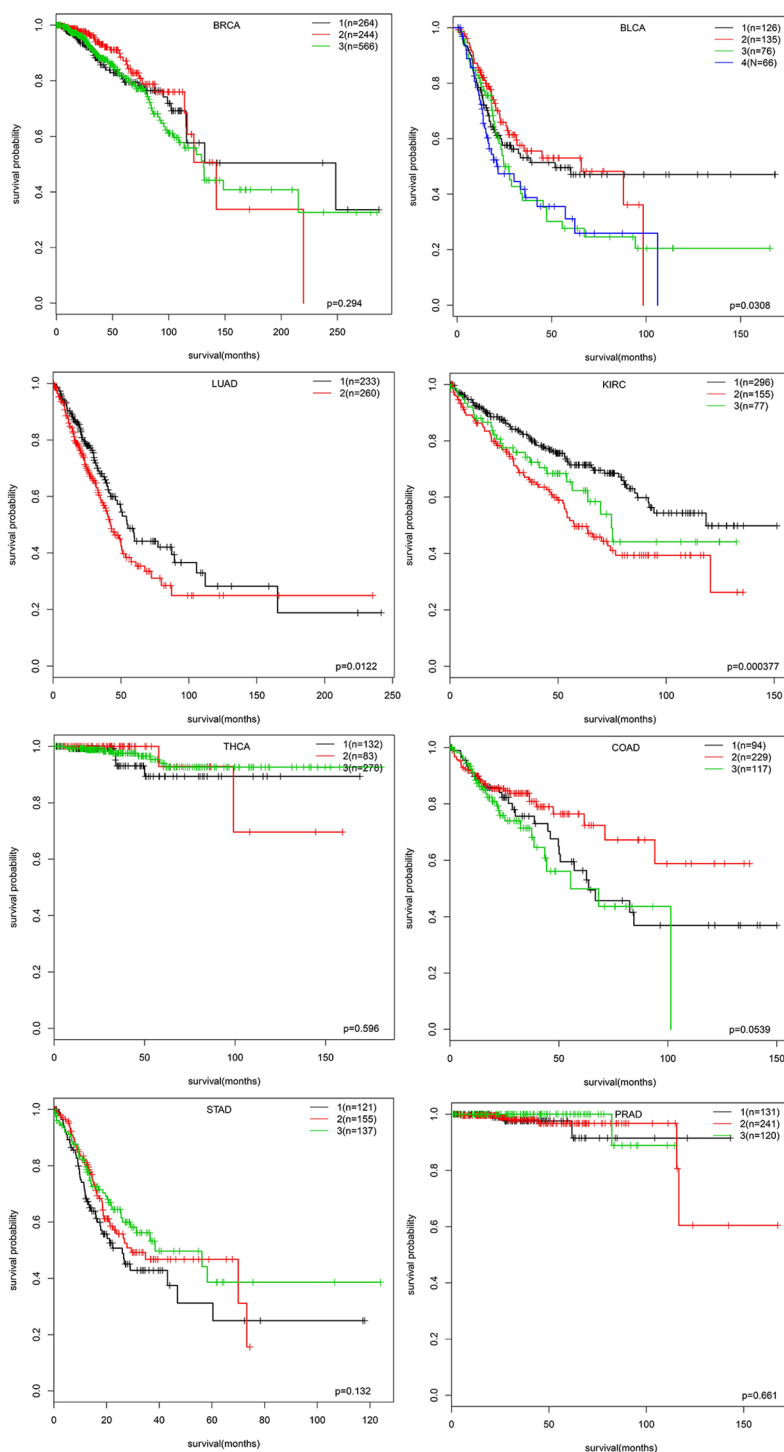 BRCA
1(n=264)
2(n=244)
3(n=566)
survival probability
1.0
0.8
0.6
0.4
0.2
0.0
p=0.294
0 50 100 150 200 250
survival(months)
BLCA
1(n=126)
2(n=135)
3(n=76)
4(N=66)
survival probability
1.0
0.8
0.6
0.4
0.2
0.0
p=0.0308
0 50 100 150
survival(months)
LUAD
1(n=233)
2(n=260)
survival probability
1.0
0.8
0.6
0.4
0.2
0.0
p=0.0122
0 50 100 150 200 250
survival(months)
KIRC
1(n=296)
2(n=155)
3(n=77)
survival probability
1.0
0.8
0.6
0.4
0.2
0.0
p=0.000377
0 50 100 150
survival(months)
THCA
1(n=132)
2(n=83)
3(n=278)
survival probability
1.0
0.8
0.6
0.4
0.2
0.0
p=0.596
0 50 100 150
survival(months)
COAD
1(n=94)
2(n=229)
3(n=117)
survival probability
1.0
0.8
0.6
0.4
0.2
0.0
p=0.0539
0 50 100 150
survival(months)
STAD
1(n=121)
2(n=155)
3(n=137)
survival probability
1.0
0.8
0.6
0.4
0.2
0.0
p=0.132
0 20 40 60 80 100 120
survival(months)
PRAD
1(n=131)
2(n=241)
3(n=120)
survival probability
1.0
0.8
0.6
0.4
0.2
0.0
p=0.661
0 50 100 150
survival(months)